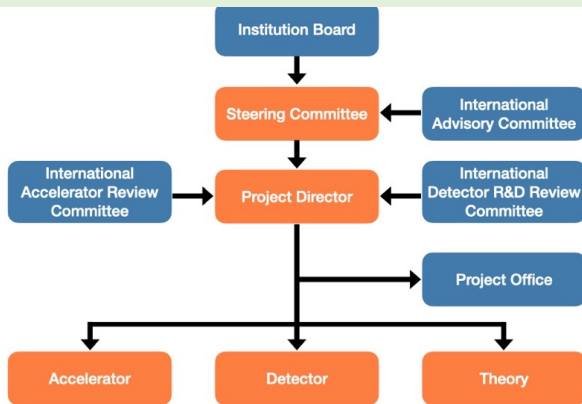 Institution Board
Steering Committee
International
Advisory Committee
International
Accelerator Review
Committee
Project Director
International
Detector R&D Review
Committee
Project Office
Accelerator
Detector
Theory